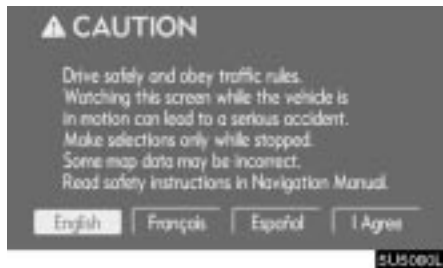 CAUTION
Drive safely and obey traffic rules.
Watching this screen while the vehicle is
in motion can lead to a serious accident.
Make selections only while stopped.
Some map data may be incorrect.
Read safety instructions in Navigation Manual.
English Français Español I Agree
5U5080L